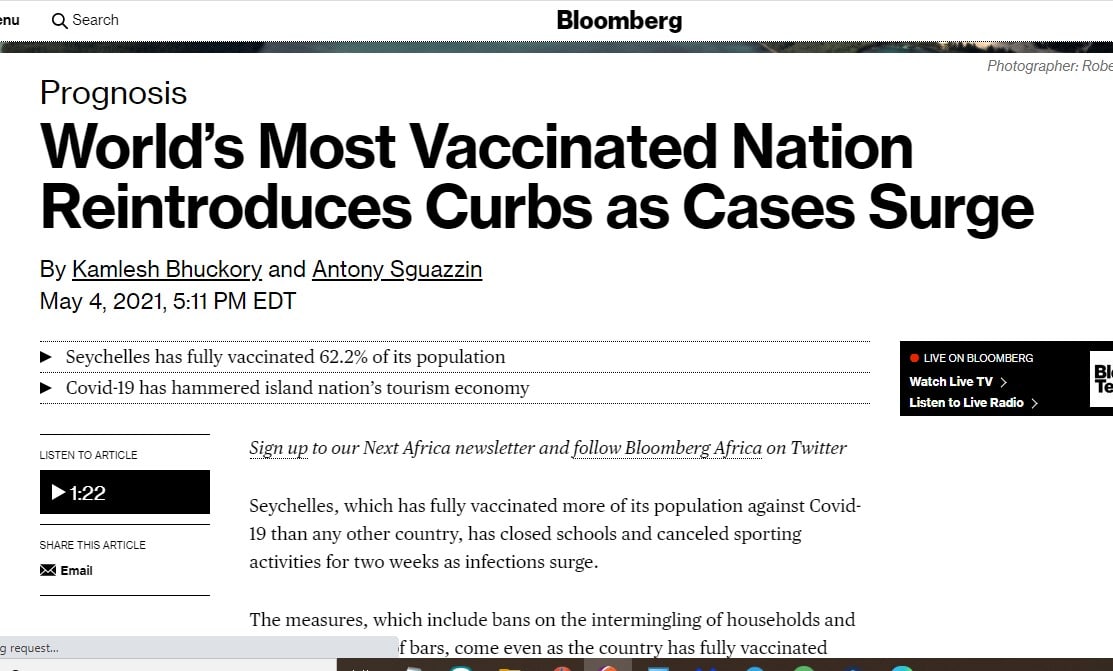 enu
Search
Bloomberg
Photographer: Robe
Prognosis
World's Most Vaccinated Nation
Reintroduces Curbs as Cases Surge
By Kamlesh Bhuckory and Antony Sguazzin
May 4, 2021, 5:11 PM EDT
Seychelles has fully vaccinated 62.2% of its population
Covid-19 has hammered island nation's tourism economy
LIVE ON BLOOMBERG
Watch Live TV
Listen to Live Radio
Bl
Te
LISTEN TO ARTICLE
1:22
SHARE THIS ARTICLE
Email
Sign up to our Next Africa newsletter and follow Bloomberg Africa on Twitter
Seychelles, which has fully vaccinated more of its population against Covid-
19 than any other country, has closed schools and canceled sporting
activities for two weeks as infections surge.
The measures, which include bans on the intermingling of households and
of bars, come even as the country has fully vaccinated
g request...